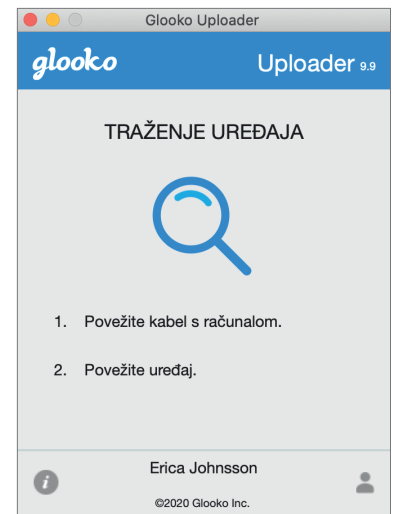 Glooko Uploader
glooko
Uploader 9.9
TRAŽENJE UREĐAJA
1. Povežite kabel s računalom.
2. Povežite uređaj.
i
Erica Johnsson
©2020 Glooko Inc.